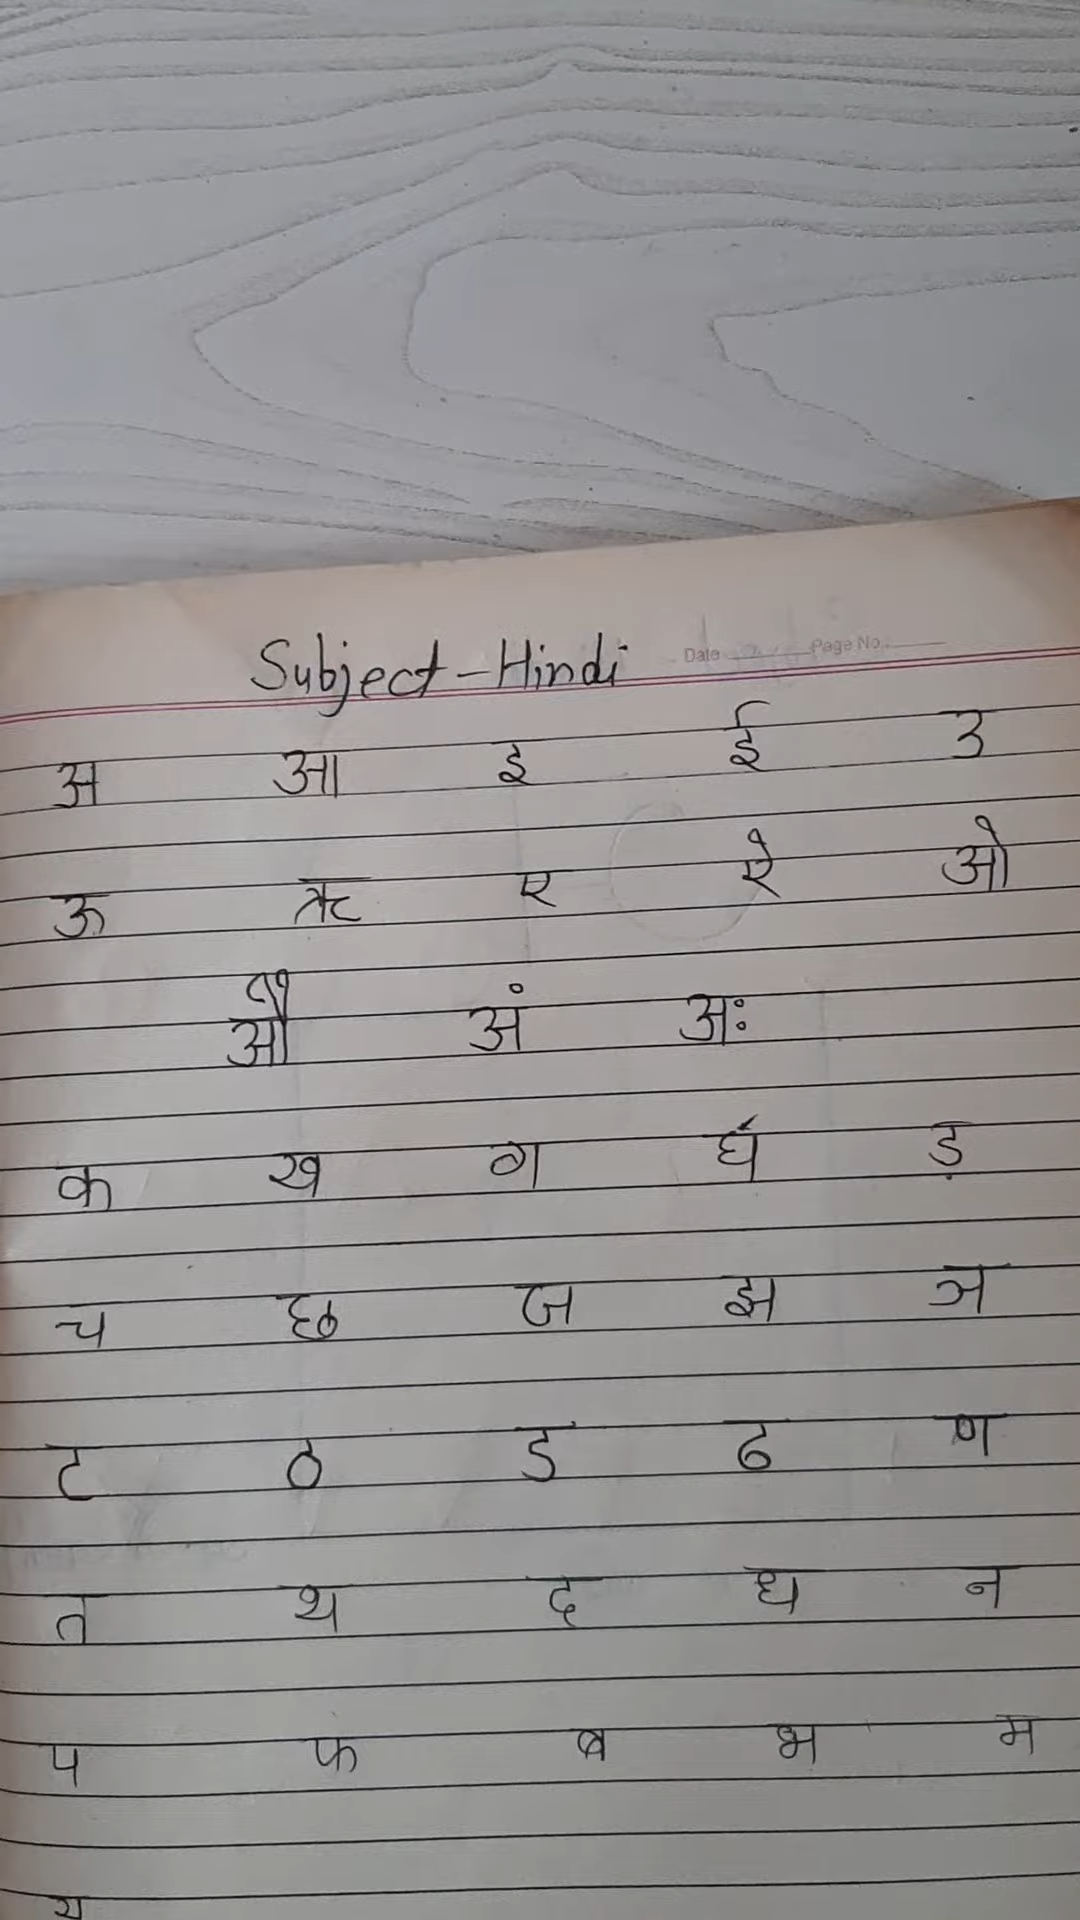 Subject - Hindi
Date Page No.
अ आ इ ई उ
ऊ ऋ ए ऐ ओ
औ अं अः
क ख ग घ ड़
च छ ज झ ञ
ट ठ ड ढ ण
त थ द ध न
प फ ब भ म
य